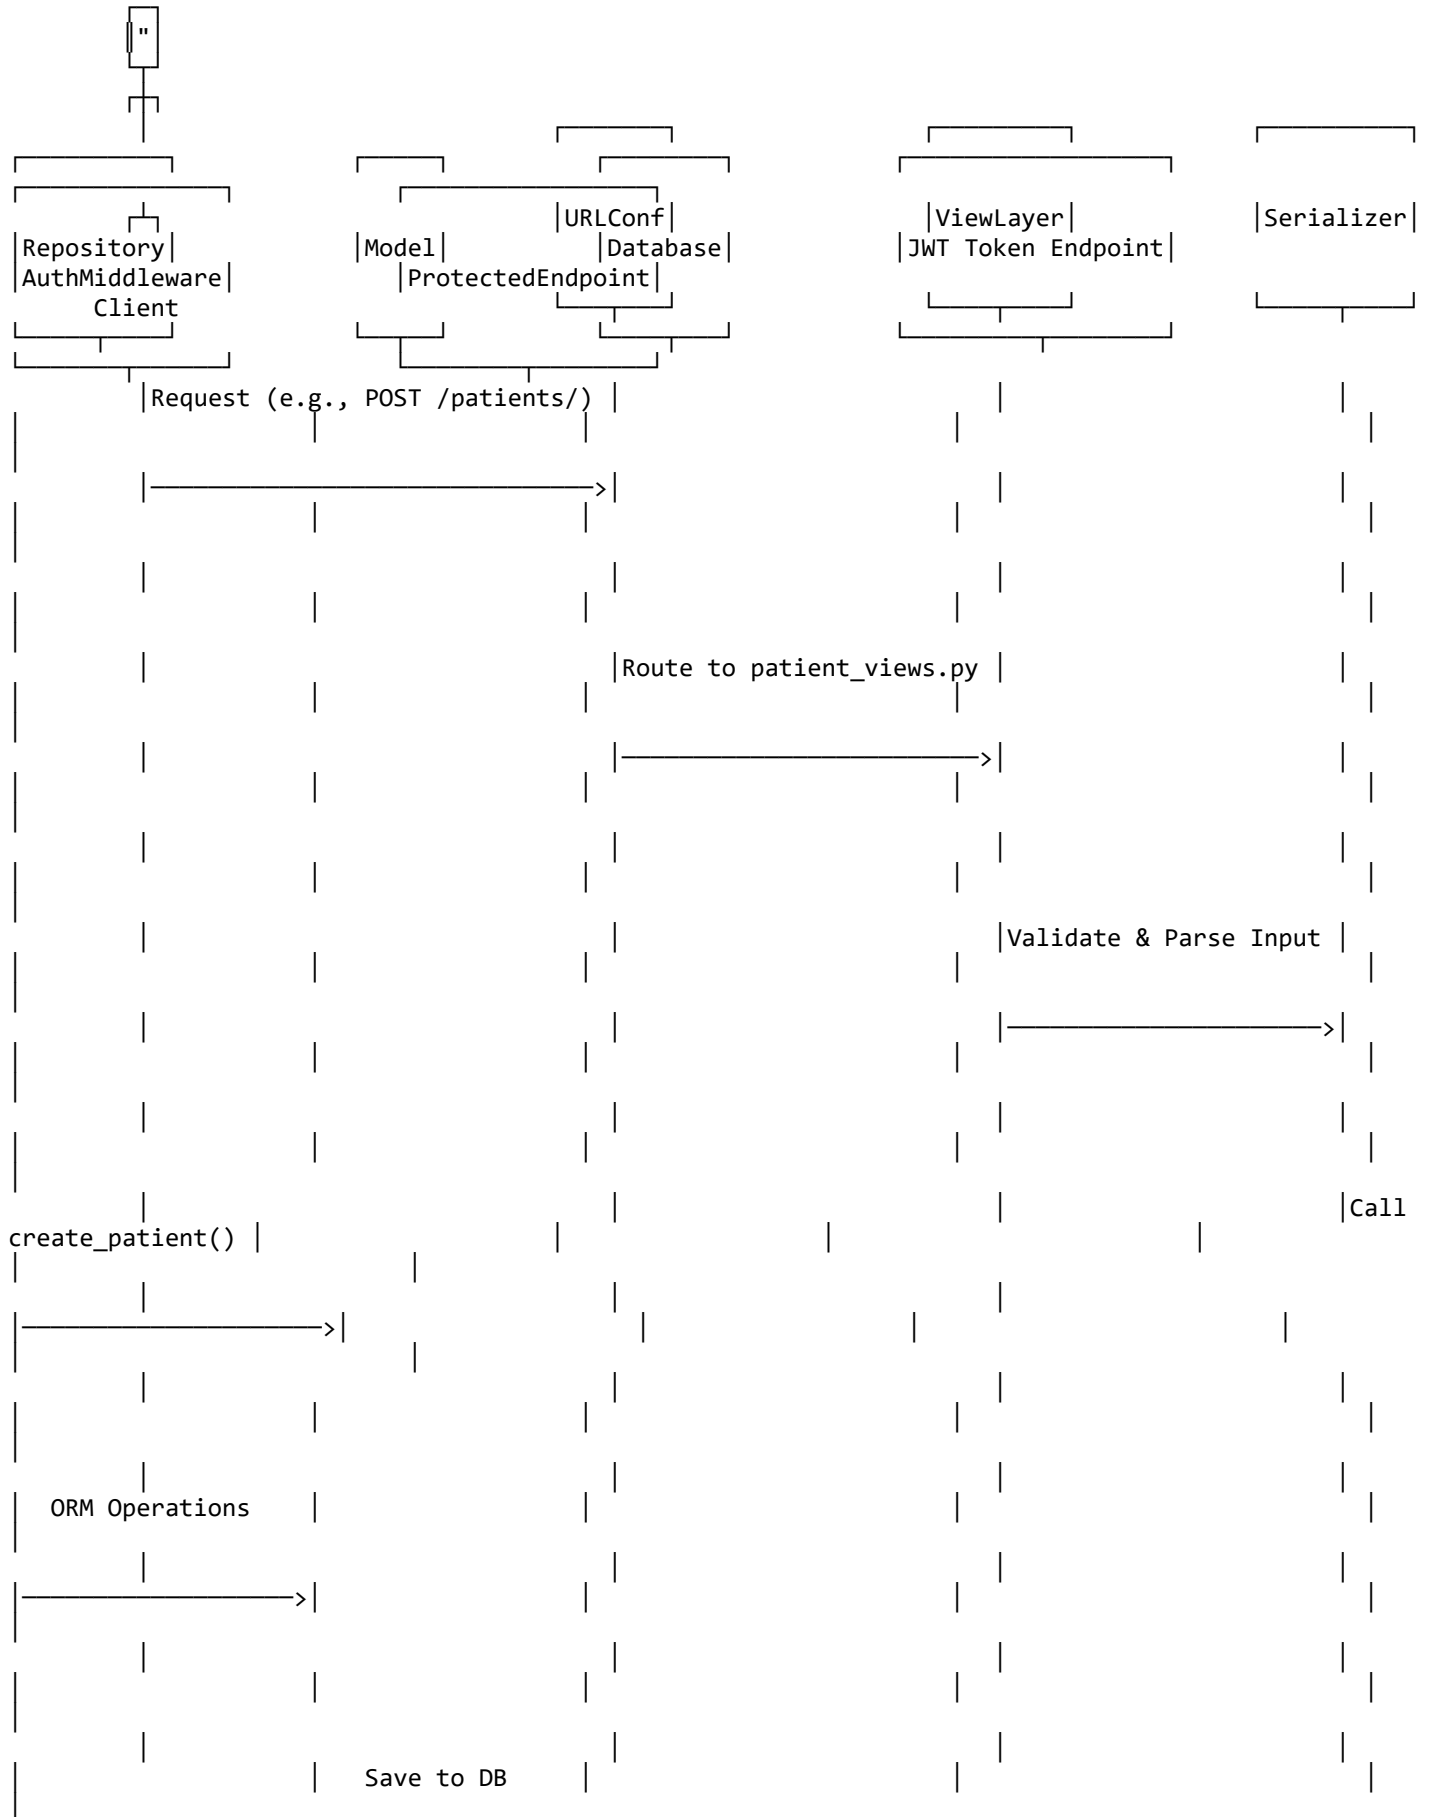 "
URLConf ViewLayer Serializer
Repository Model Database JWT Token Endpoint
AuthMiddleware ProtectedEndpoint
Client
Request (e.g., POST /patients/)
Route to patient_views.py
Validate & Parse Input
Call
create_patient()
ORM Operations
Save to DB